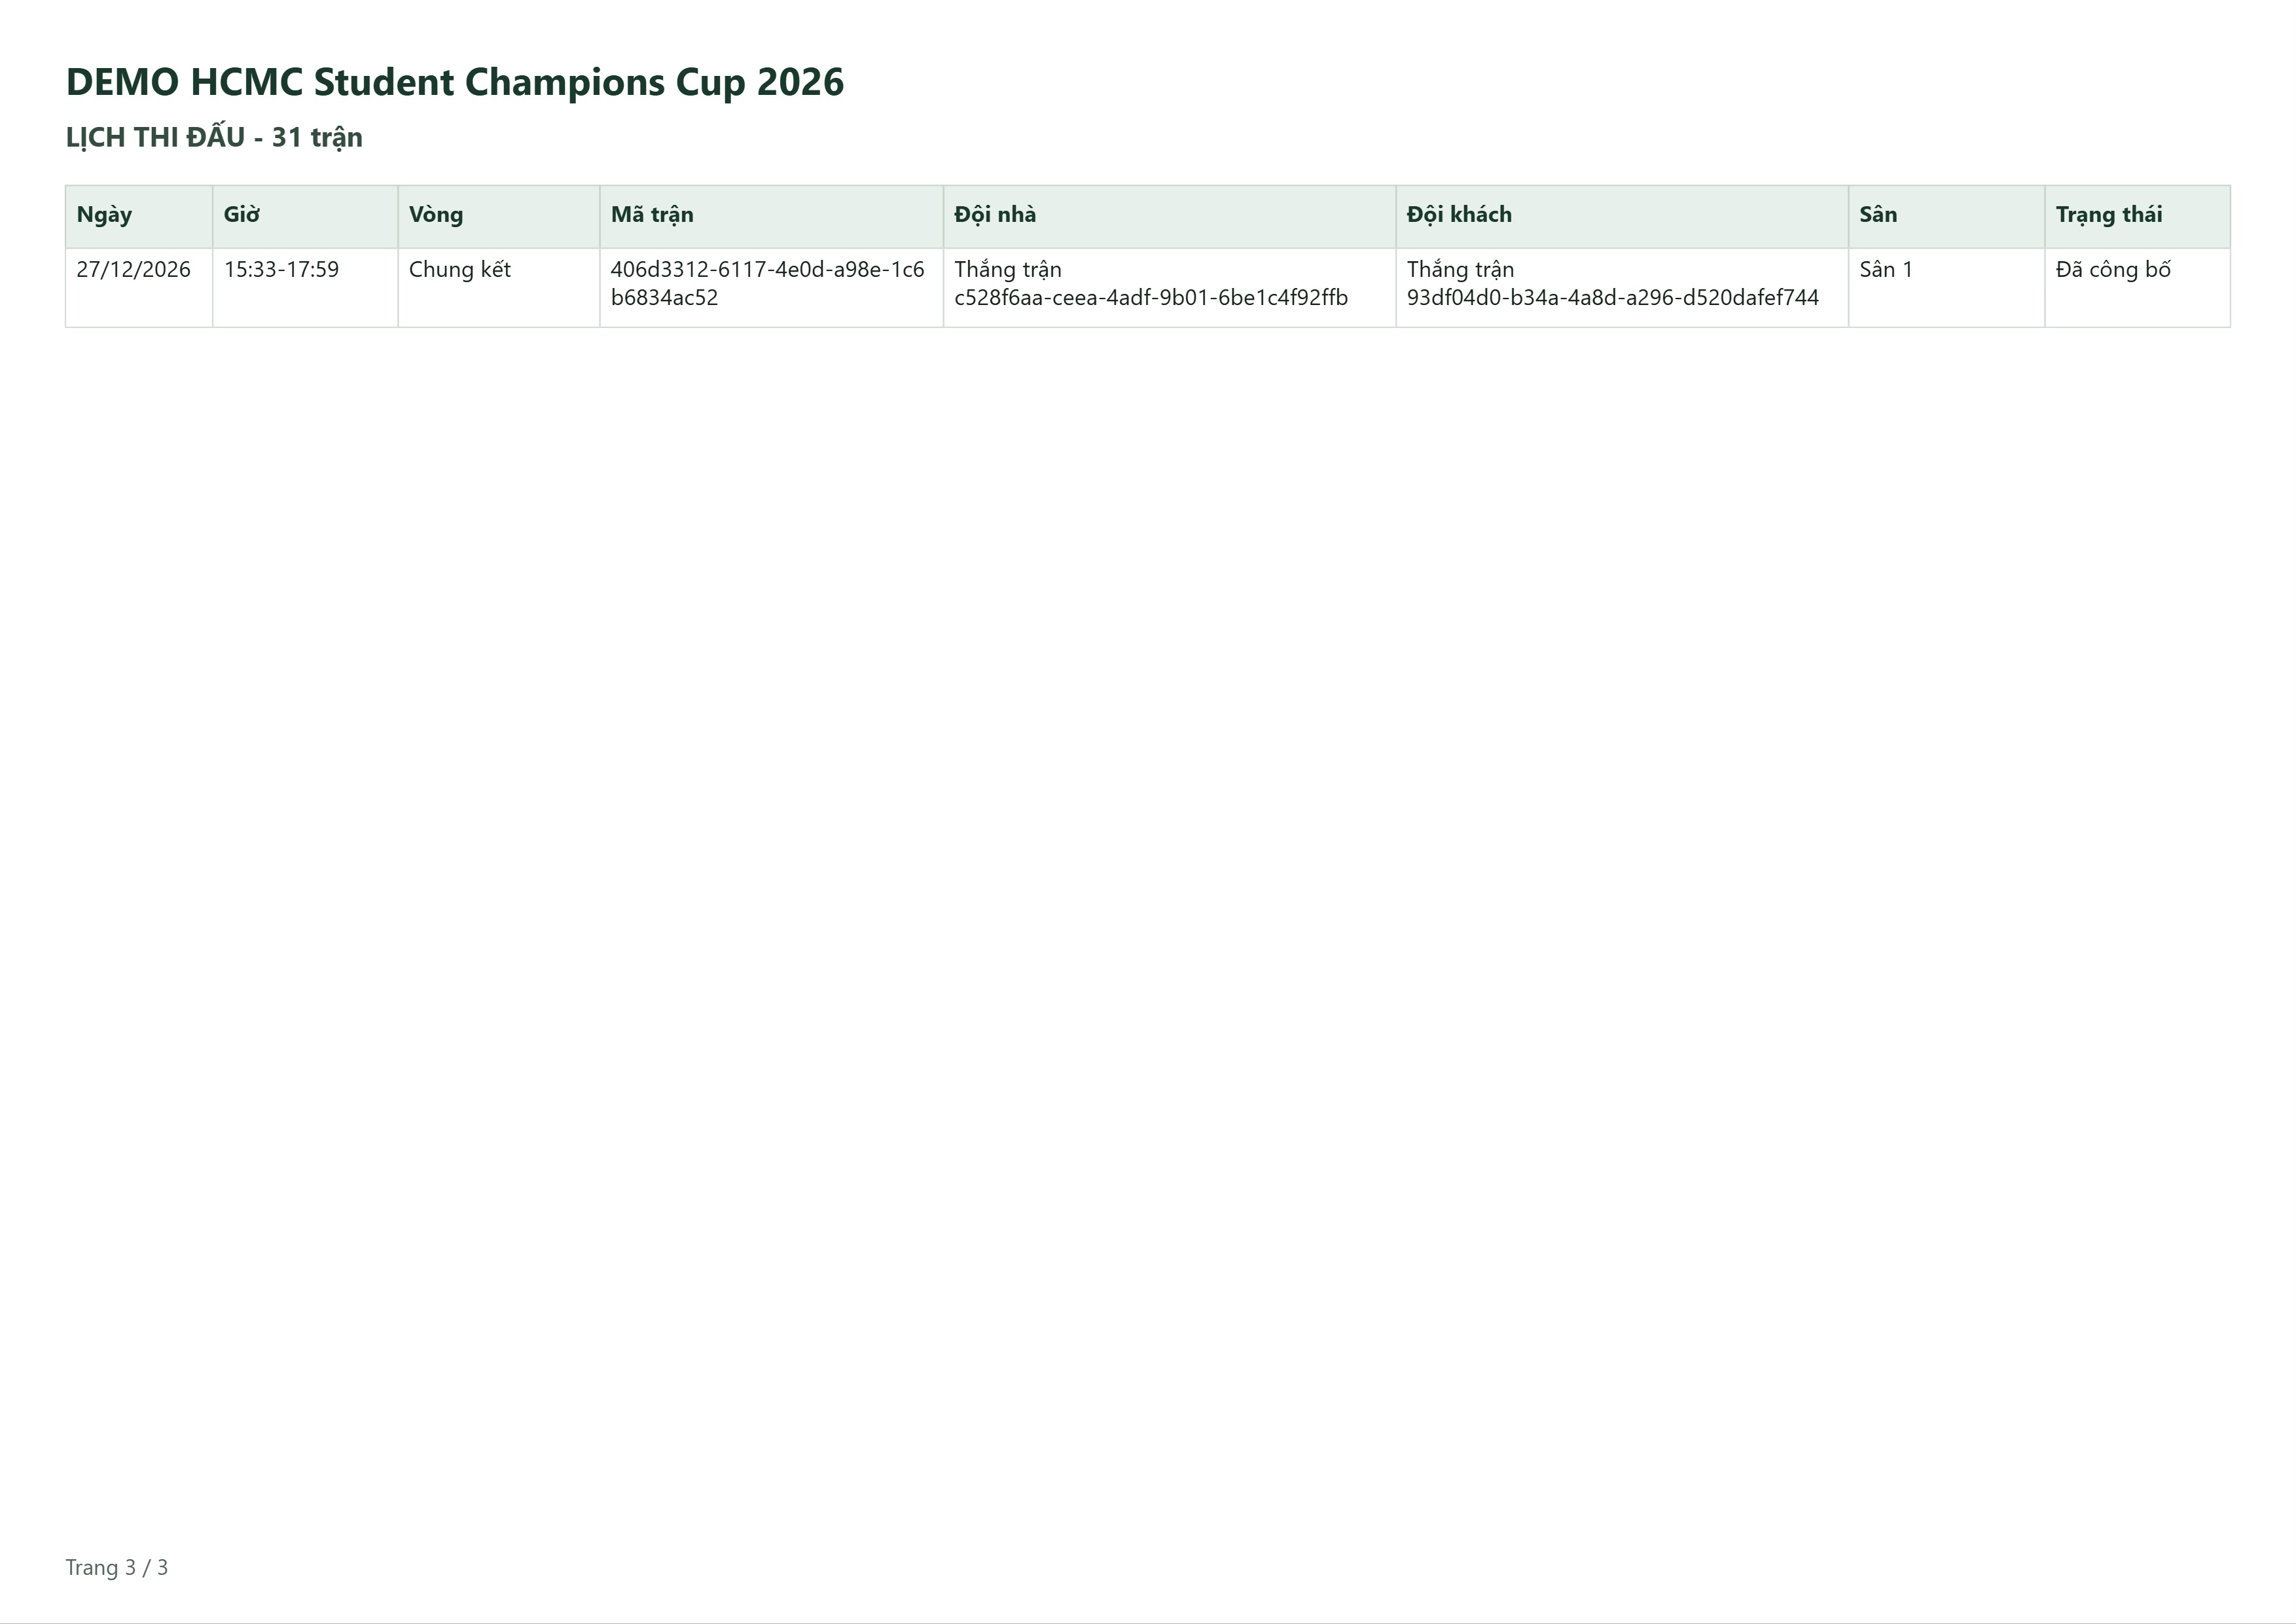 DEMO HCMC Student Champions Cup 2026
LỊCH THI ĐẤU - 31 trận
Ngày Giờ Vòng Mã trận Đội nhà Đội khách Sân Trạng thái
27/12/2026 15:33-17:59 Chung kết 406d3312-6117-4e0d-a98e-1c6 Thắng trận Thắng trận Sân 1 Đã công bố
b6834ac52 c528f6aa-ceea-4adf-9b01-6be1c4f92ffb 93df04d0-b34a-4a8d-a296-d520dafef744
Trang 3 / 3